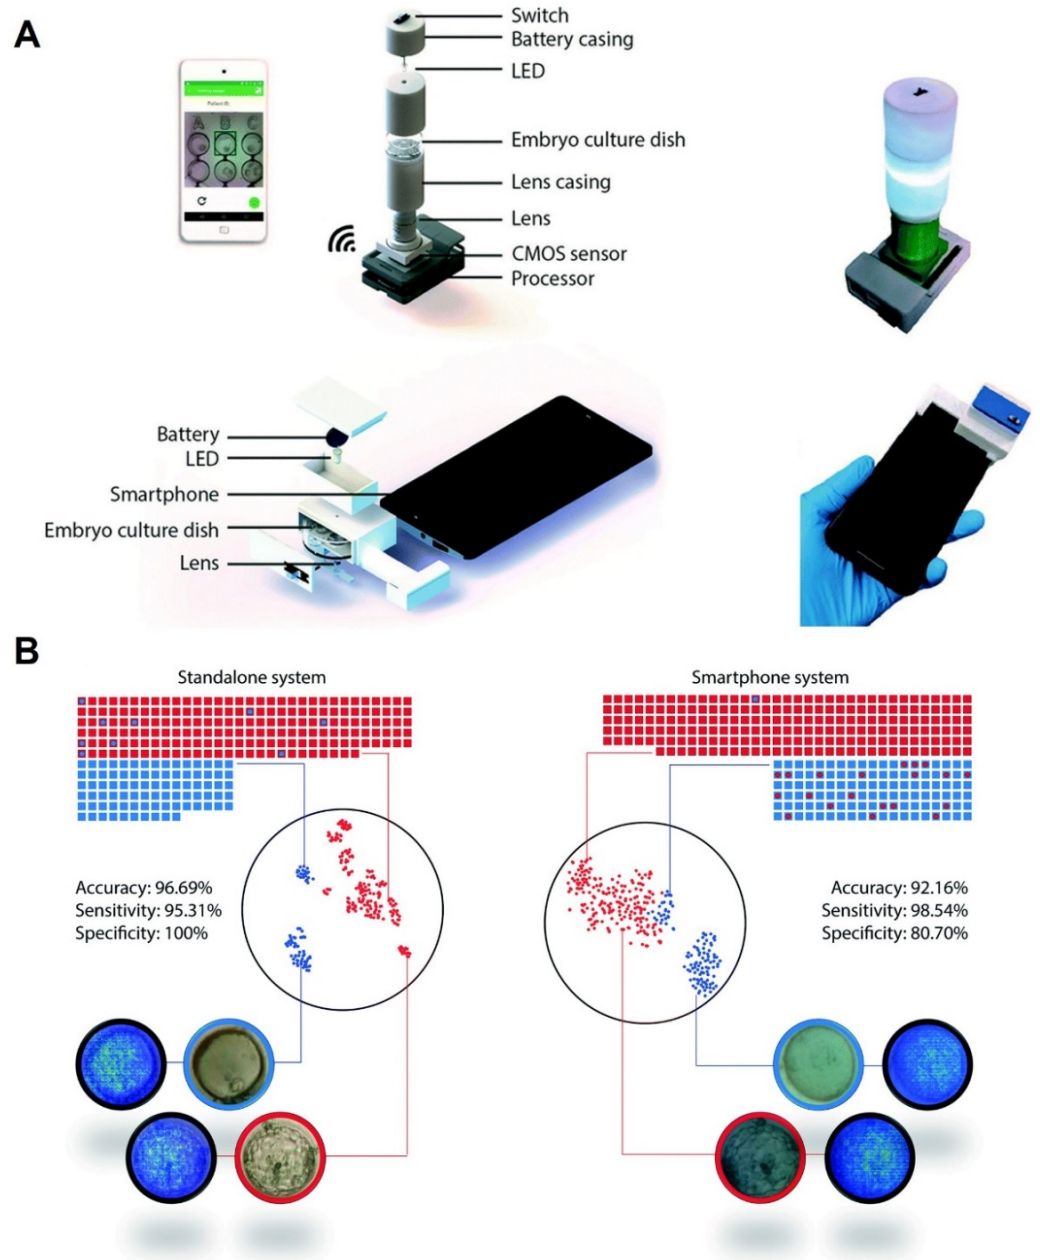 A
Switch
Battery casing
LED
Embryo culture dish
Lens casing
Lens
CMOS sensor
Processor
Patient ID:
A B C
Battery
LED
Smartphone
Embryo culture dish
Lens
B
Standalone system
Smartphone system
Accuracy: 96.69%
Sensitivity: 95.31%
Specificity: 100%
Accuracy: 92.16%
Sensitivity: 98.54%
Specificity: 80.70%